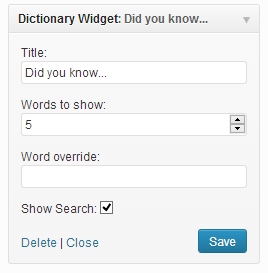 Dictionary Widget: Did you know...
Title:
Did you know...
Words to show:
5
Word override:
Show Search:
Delete | Close
Save